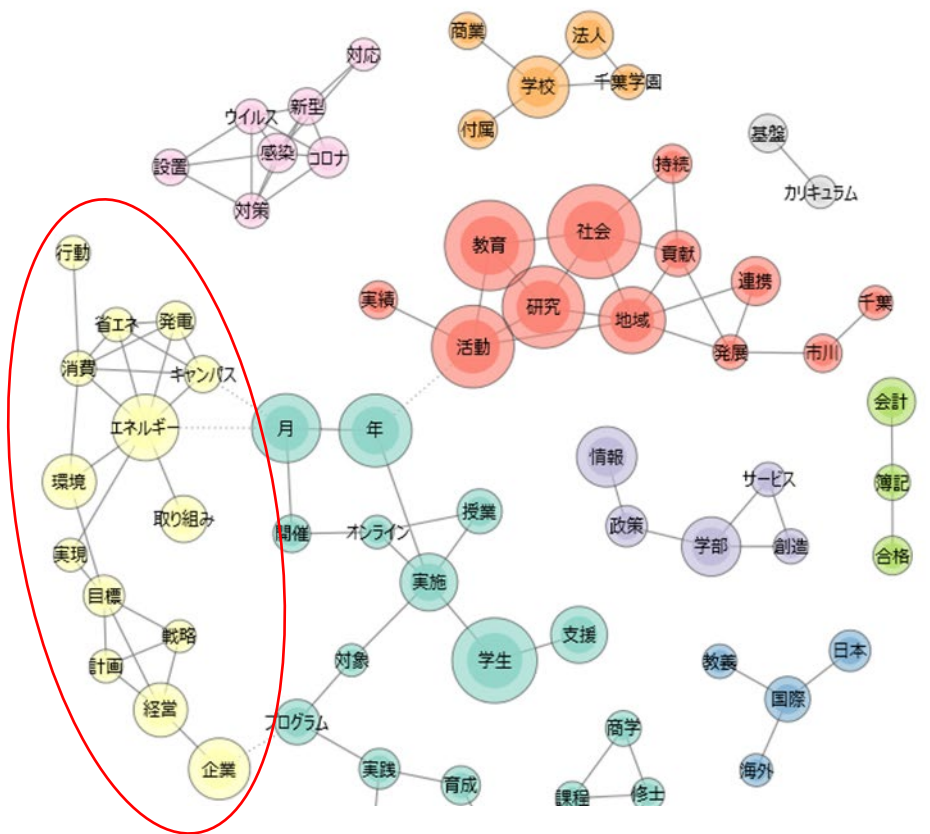 対応
新型
ウイルス
感染
コロナ
設置
対策
商業
法人
学校
千葉学園
付属
基盤
カリキュラム
持続
社会
教育
貢献
連携
研究
実績
地域
千葉
活動
発展
市川
行動
省エネ
発電
消費
キャンパス
エネルギー
環境
取り組み
実現
目標
戦略
計画
経営
企業
月
年
開催
オンライン
授業
実施
学生
支援
対象
プログラム
実践
育成
商学
課程
修士
情報
サービス
政策
学部
創造
会計
簿記
合格
教義
日本
国際
海外